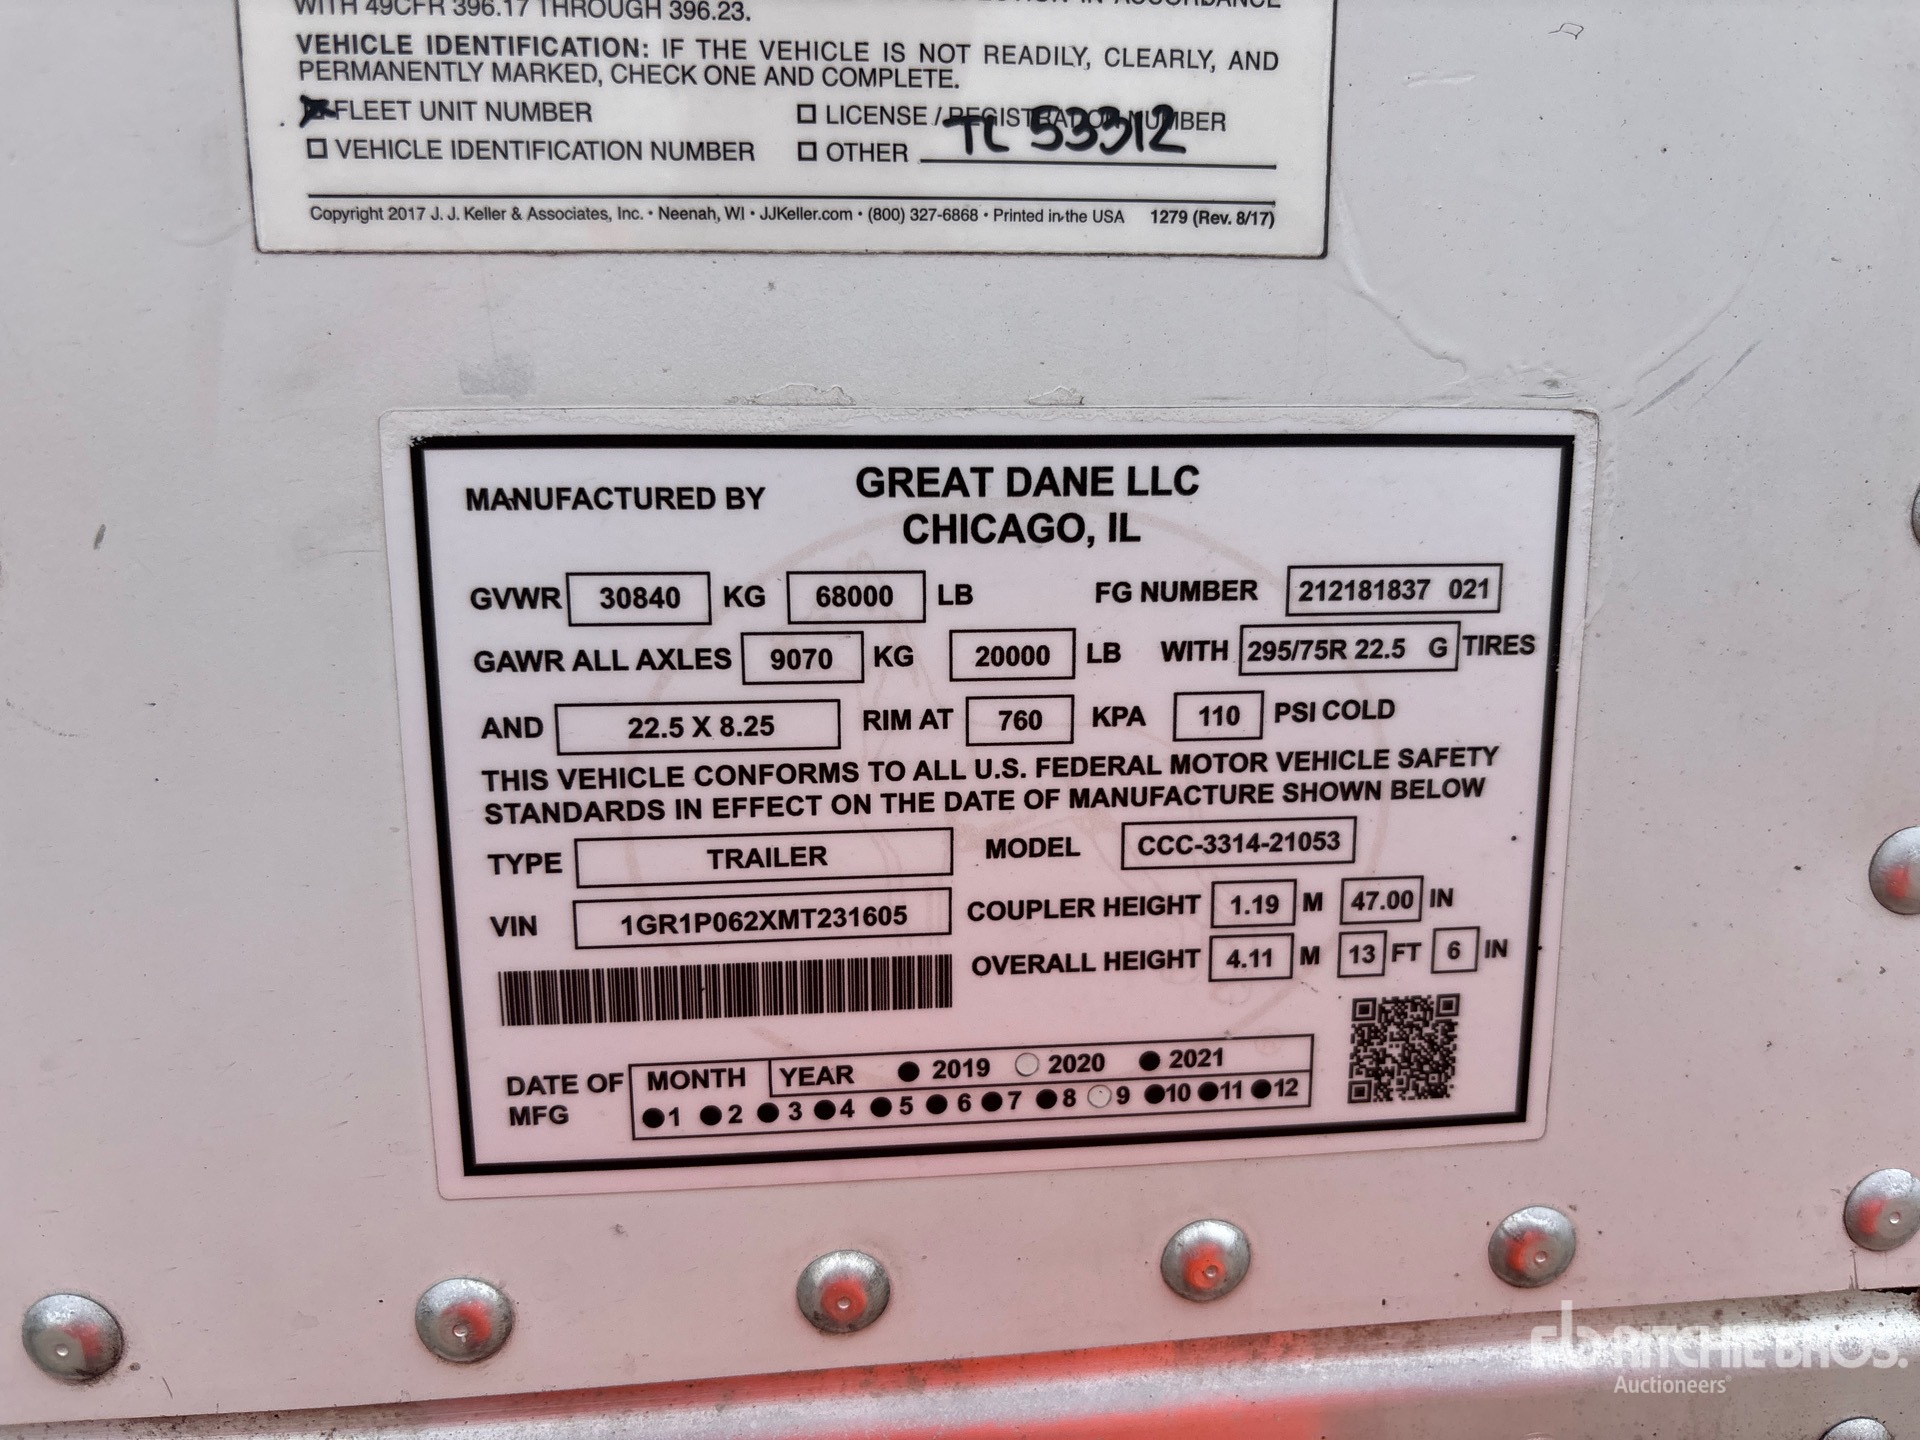 WITH 49CFR 396.17 THROUGH 396.23.
VEHICLE IDENTIFICATION: IF THE VEHICLE IS NOT READILY, CLEARLY, AND
PERMANENTLY MARKED, CHECK ONE AND COMPLETE.
FLEET UNIT NUMBER LICENSE / REGISTRATION NUMBER
VEHICLE IDENTIFICATION NUMBER OTHER TL 53312
Copyright 2017 J. J. Keller & Associates, Inc. • Neenah, WI • JJKeller.com • (800) 327-6868 • Printed in the USA 1279 (Rev. 8/17)
MANUFACTURED BY GREAT DANE LLC
CHICAGO, IL
GVWR 30840 KG 68000 LB FG NUMBER 212181837 021
GAWR ALL AXLES 9070 KG 20000 LB WITH 295/75R 22.5 G TIRES
AND 22.5 X 8.25 RIM AT 760 KPA 110 PSI COLD
THIS VEHICLE CONFORMS TO ALL U.S. FEDERAL MOTOR VEHICLE SAFETY
STANDARDS IN EFFECT ON THE DATE OF MANUFACTURE SHOWN BELOW
TYPE TRAILER MODEL CCC-3314-21053
VIN 1GR1P062XMT231605 COUPLER HEIGHT 1.19 M 47.00 IN
OVERALL HEIGHT 4.11 M 13 FT 6 IN
DATE OF MFG MONTH YEAR 2019 2020 2021
1 2 3 4 5 6 7 8 9 10 11 12
rb RITCHIE BROS.
Auctioneers